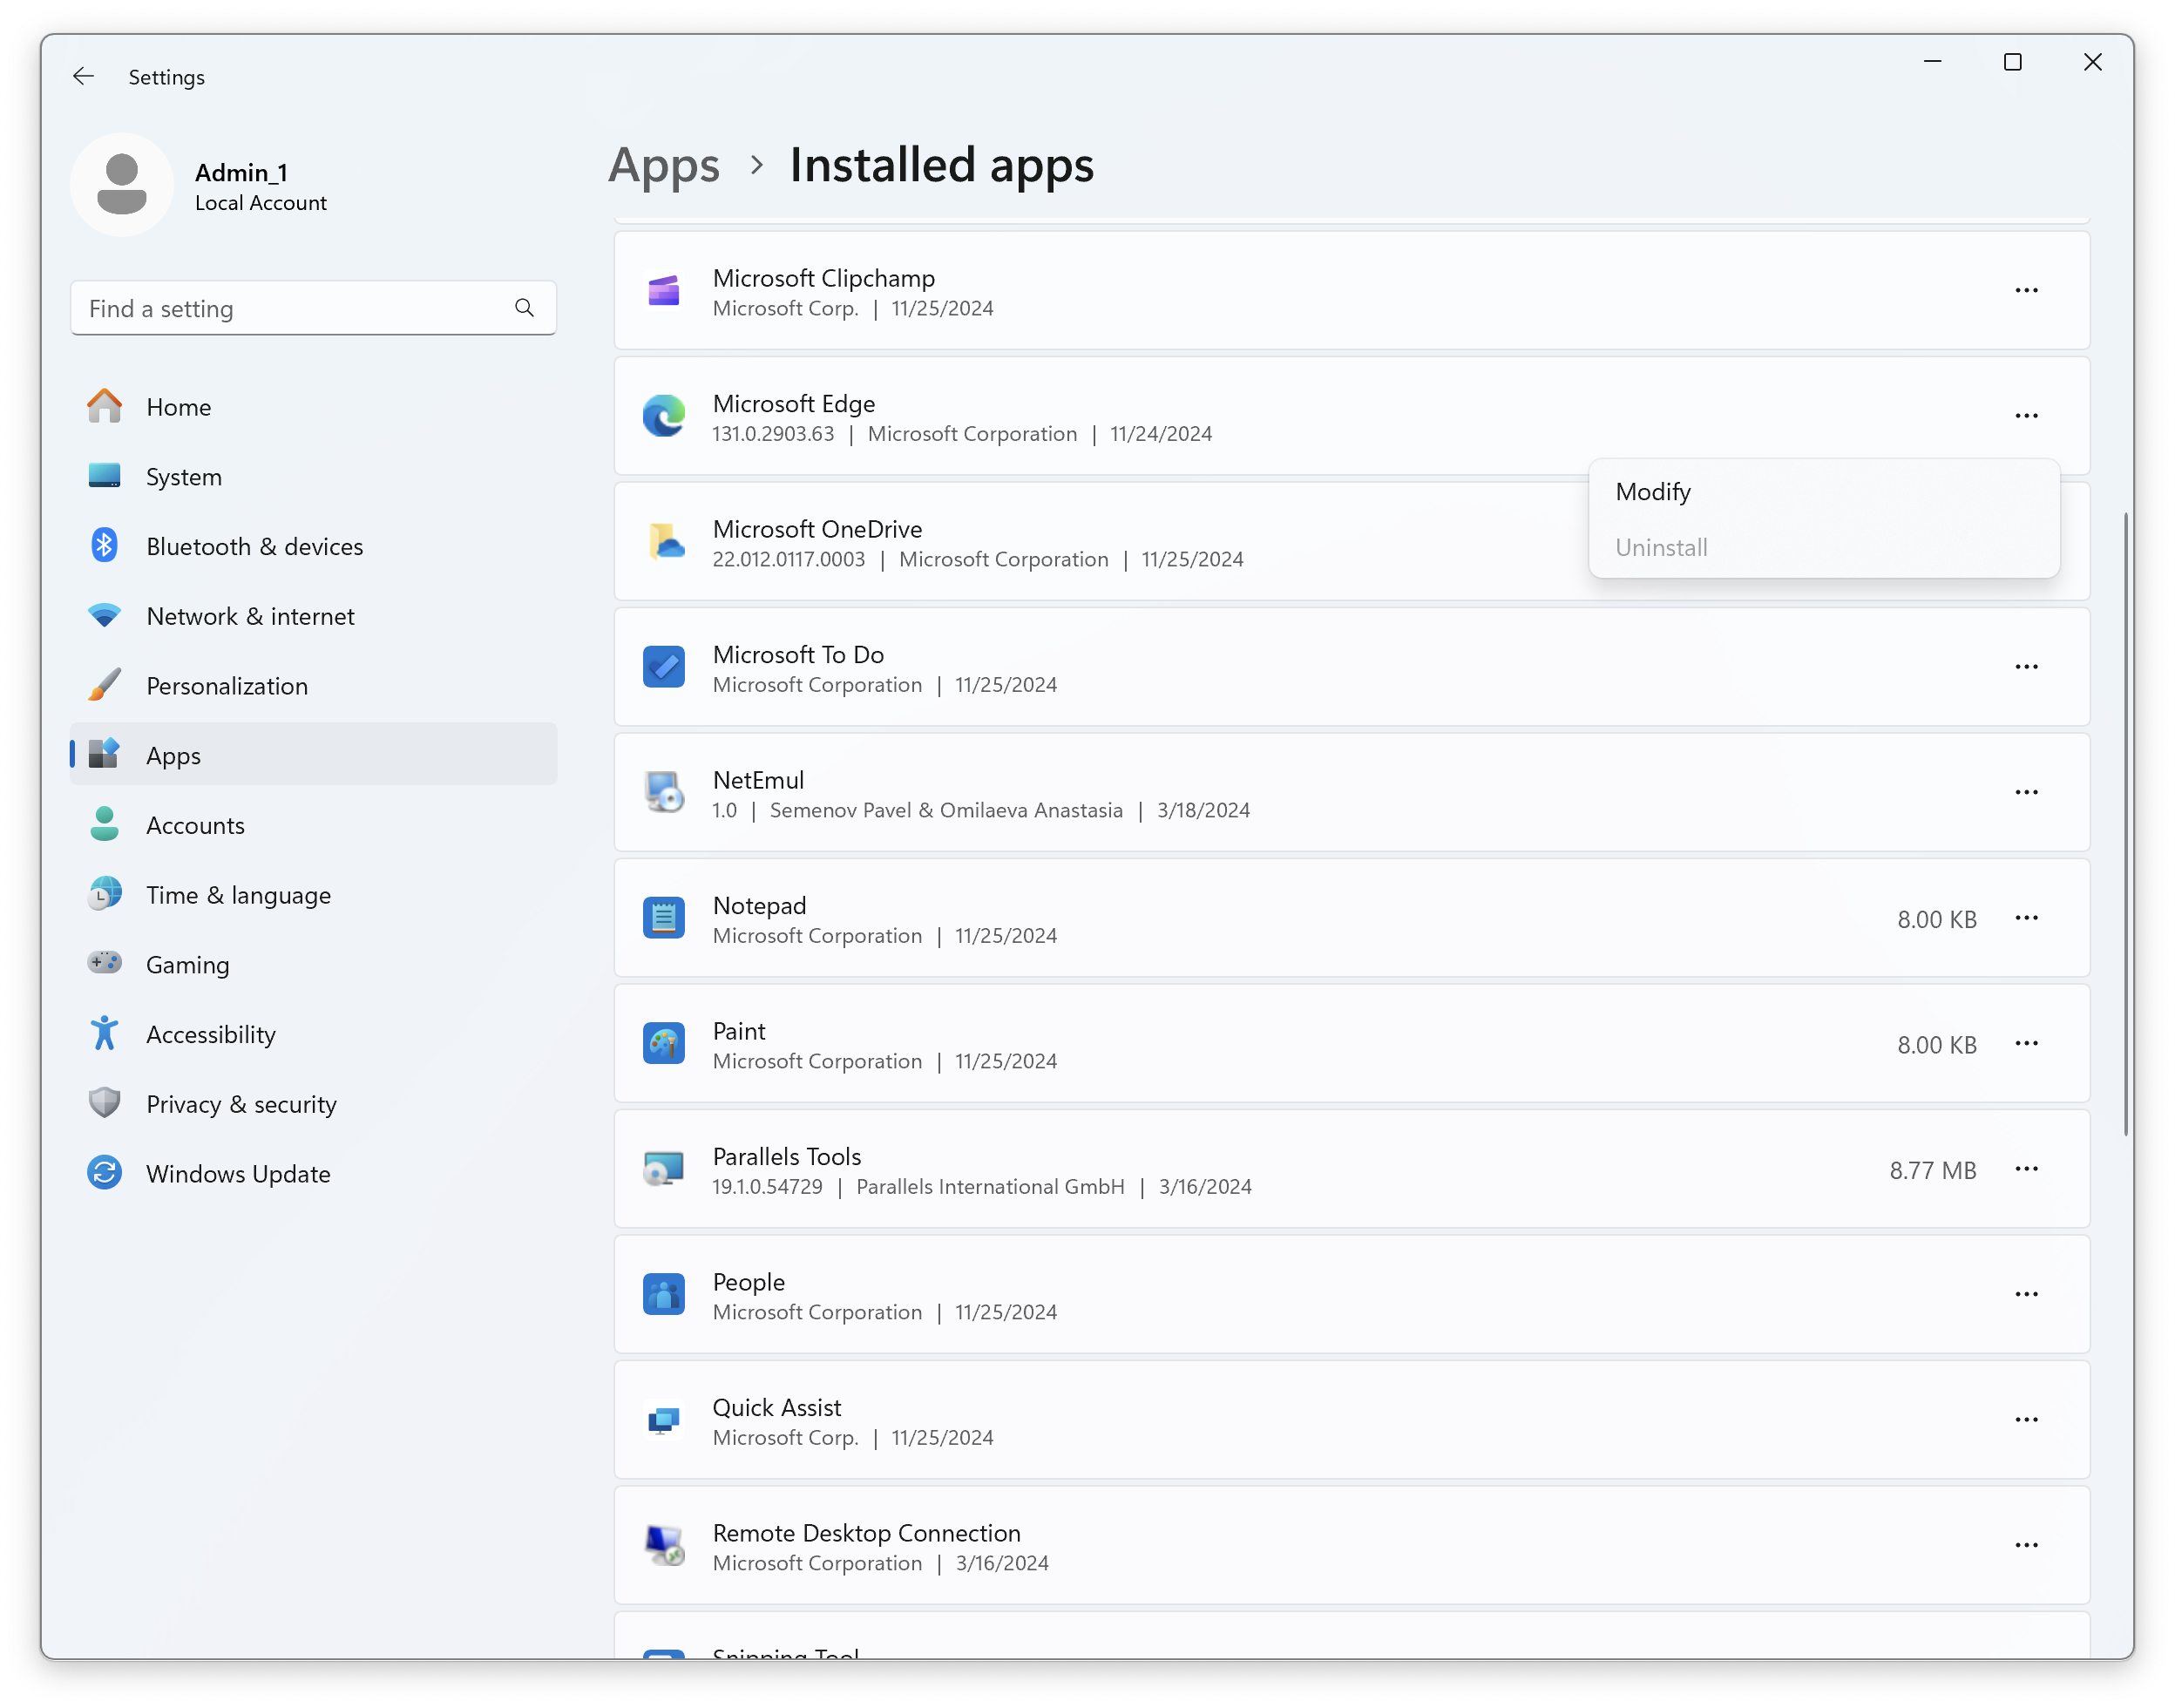 Settings
Admin_1
Local Account
Find a setting
Home
System
Bluetooth & devices
Network & internet
Personalization
Apps
Accounts
Time & language
Gaming
Accessibility
Privacy & security
Windows Update
Apps > Installed apps
Microsoft Clipchamp
Microsoft Corp. | 11/25/2024
Microsoft Edge
131.0.2903.63 | Microsoft Corporation | 11/24/2024
Modify
Uninstall
Microsoft OneDrive
22.012.0117.0003 | Microsoft Corporation | 11/25/2024
Microsoft To Do
Microsoft Corporation | 11/25/2024
NetEmul
1.0 | Semenov Pavel & Omilaeva Anastasia | 3/18/2024
Notepad
Microsoft Corporation | 11/25/2024
8.00 KB
Paint
Microsoft Corporation | 11/25/2024
8.00 KB
Parallels Tools
19.1.0.54729 | Parallels International GmbH | 3/16/2024
8.77 MB
People
Microsoft Corporation | 11/25/2024
Quick Assist
Microsoft Corp. | 11/25/2024
Remote Desktop Connection
Microsoft Corporation | 3/16/2024
Snipping Tool